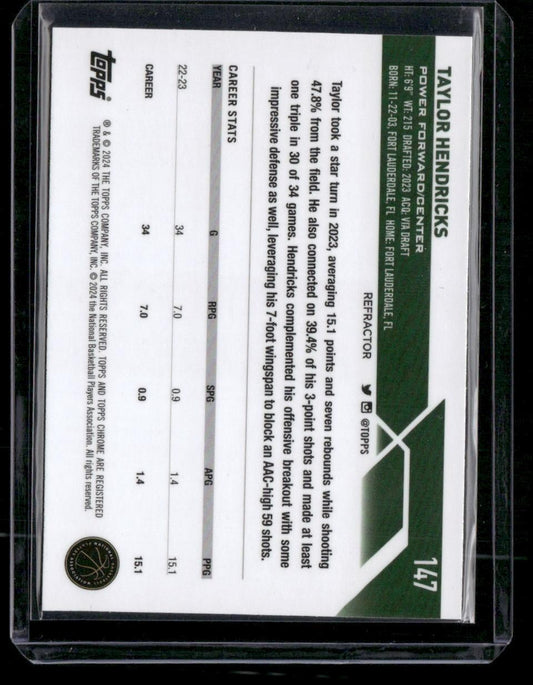 TAYLOR HENDRICKS
POWER FORWARD/CENTER
HT: 6'9" WT: 215 DRAFTED: 2023 ACQ: VIA DRAFT
BORN: 11-22-03, FORT LAUDERDALE, FL HOME: FORT LAUDERDALE, FL
147
REFRACTOR @TOPPS
Taylor took a star turn in 2023, averaging 15.1 points and seven rebounds while shooting
47.8% from the field. He also connected on 39.4% of his 3-point shots and made at least
one triple in 30 of 34 games. Hendricks complemented his offensive breakout with some
impressive defense as well, leveraging his 7-foot wingspan to block an AAC-high 59 shots.
CAREER STATS
YEAR G RPG SPG APG PPG
22-23 34 7.0 0.9 1.4 15.1
CAREER 34 7.0 0.9 1.4 15.1
TOPPS
® & © 2024 THE TOPPS COMPANY, INC. ALL RIGHTS RESERVED. TOPPS AND TOPPS CHROME ARE REGISTERED
TRADEMARKS OF THE TOPPS COMPANY, INC. © 2024 the National Basketball Players Association. All rights reserved.